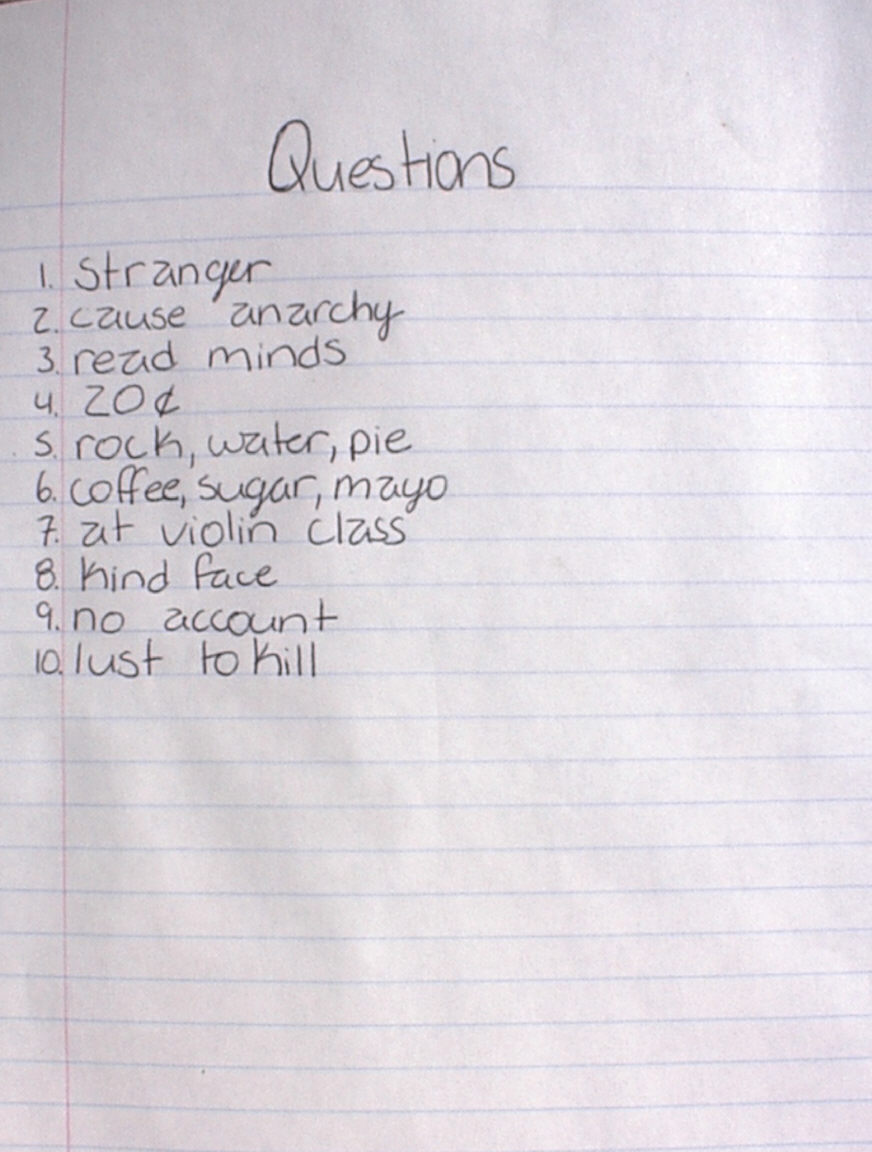 Questions
1. Stranger
2. cause anarchy
3. read minds
4. 20¢
5. rock, water, pie
6. coffee, sugar, mayo
7. at violin class
8. kind face
9. no account
10. lust to kill